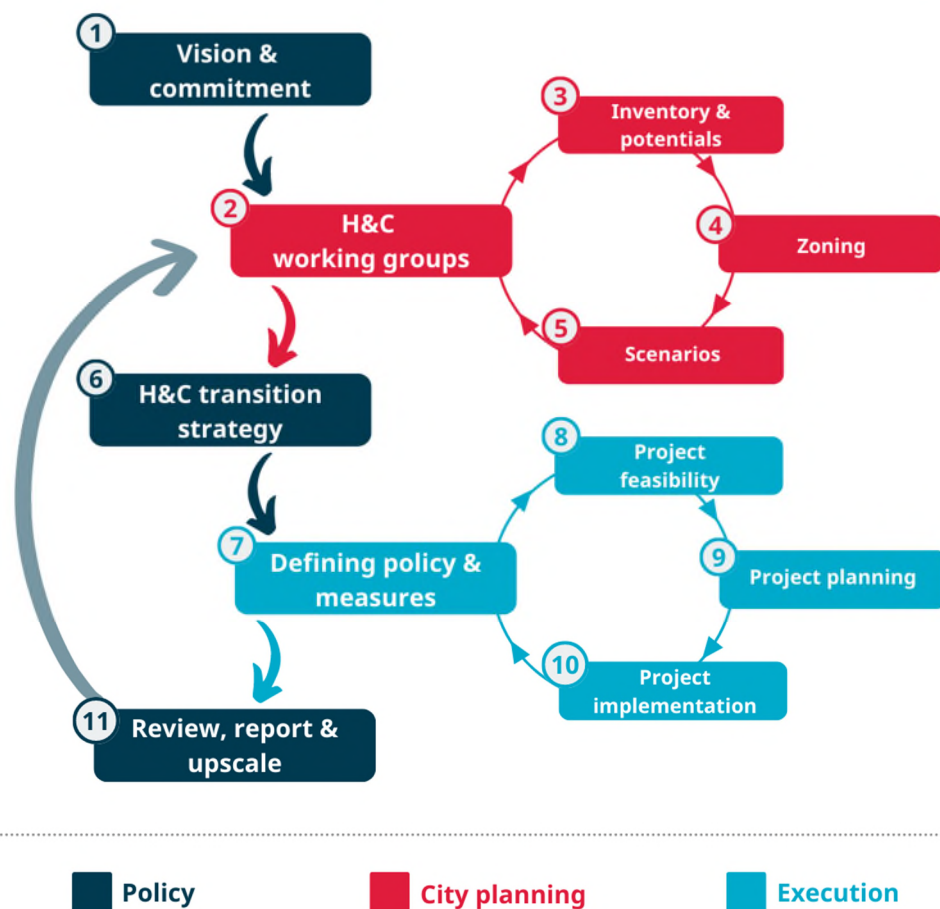 1
Vision &
commitment
2
H&C
working groups
3
Inventory &
potentials
4
Zoning
5
Scenarios
6
H&C transition
strategy
7
Defining policy &
measures
8
Project
feasibility
9
Project planning
10
Project
implementation
11
Review, report &
upscale
Policy
City planning
Execution